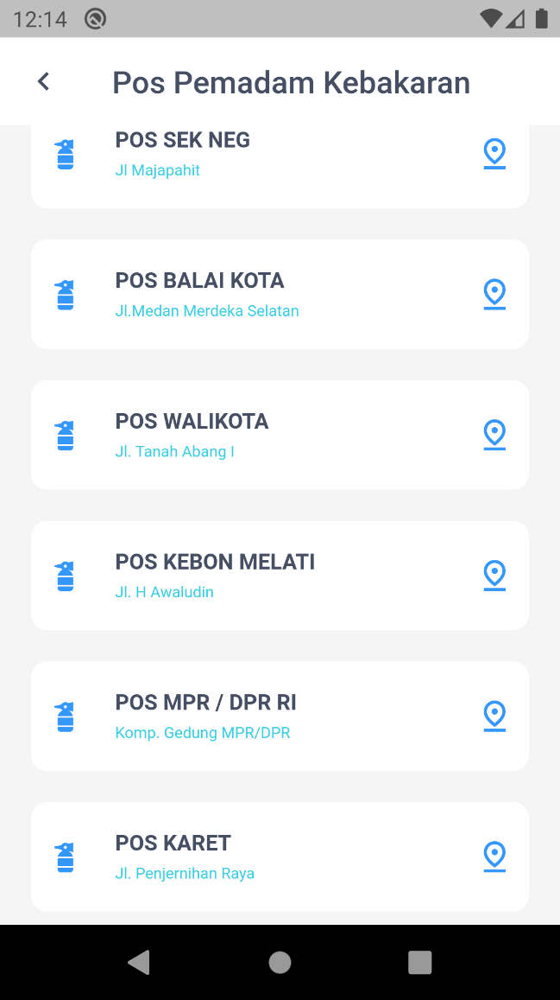 12:14
Pos Pemadam Kebakaran
POS SEK NEG
Jl Majapahit
POS BALAI KOTA
Jl.Medan Merdeka Selatan
POS WALIKOTA
Jl. Tanah Abang I
POS KEBON MELATI
Jl. H Awaludin
POS MPR / DPR RI
Komp. Gedung MPR/DPR
POS KARET
Jl. Penjernihan Raya